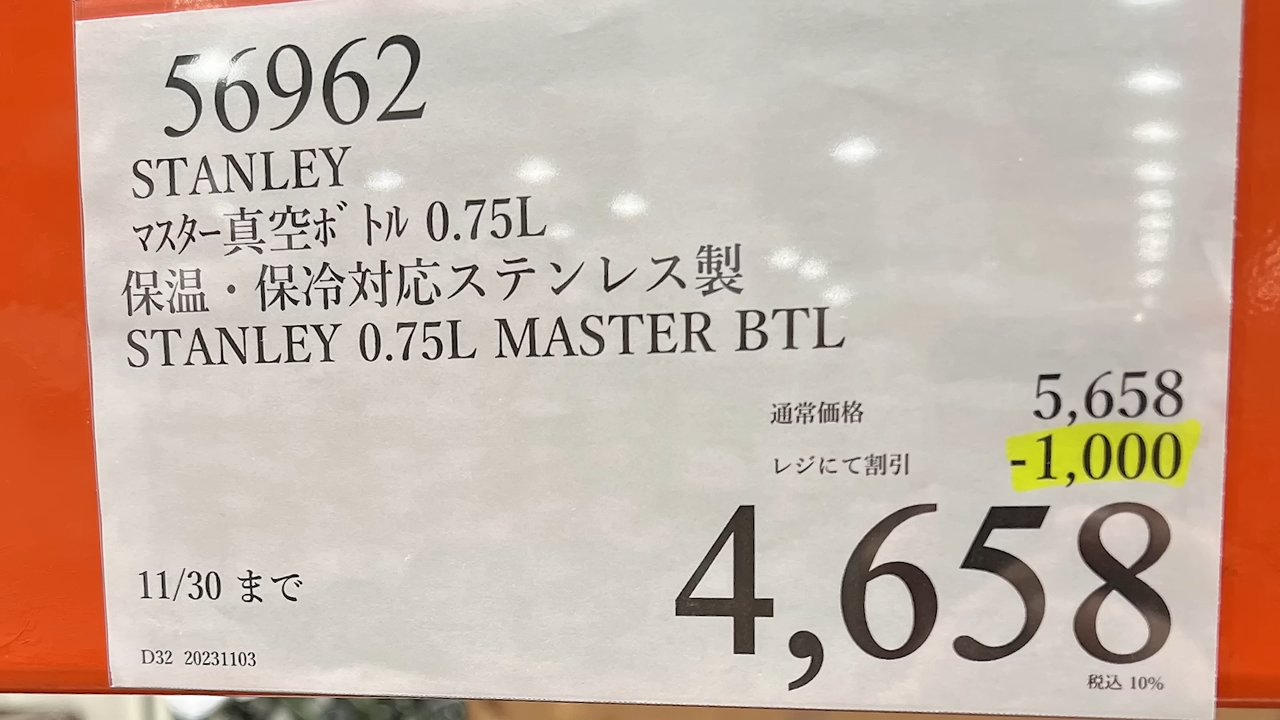 56962
STANLEY
ﾏｽﾀｰ真空ﾎﾞﾄﾙ 0.75L
保温・保冷対応ステンレス製
STANLEY 0.75L MASTER BTL
通常価格 5,658
レジにて割引 -1,000
4,658
11/30 まで
D32 20231103
税込 10%